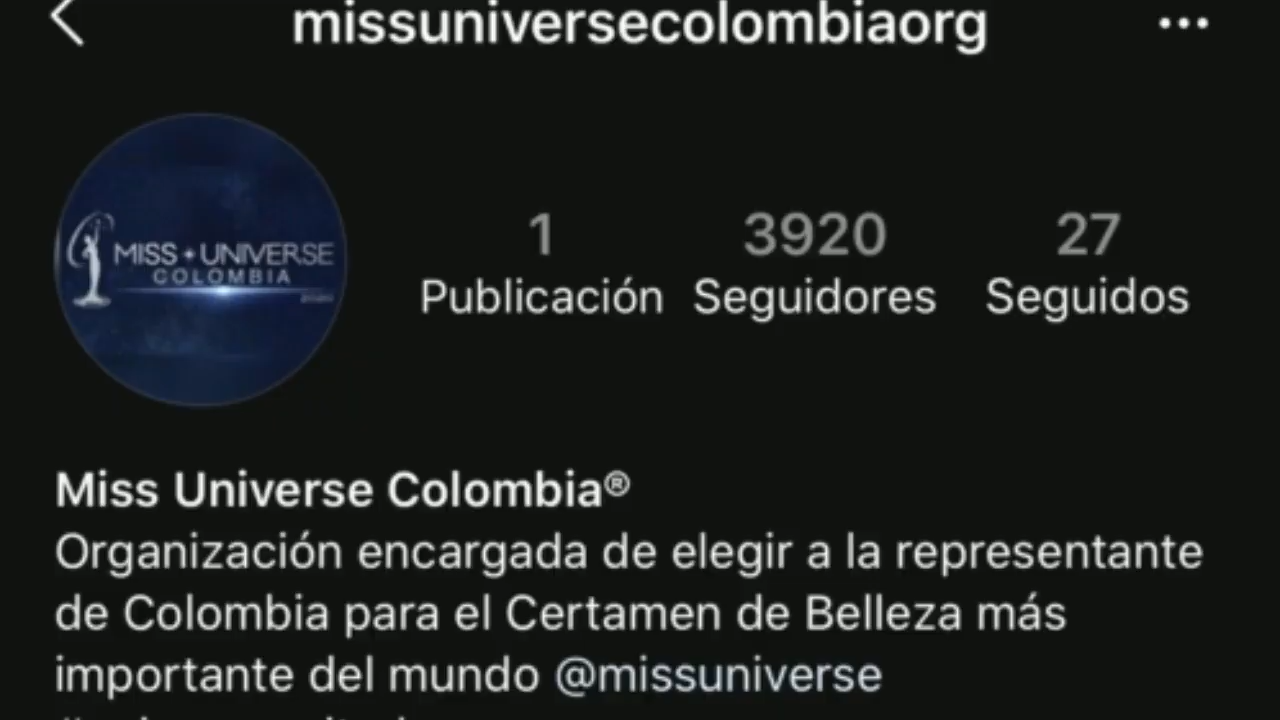 missuniversecolombiaorg
MISS UNIVERSE
COLOMBIA
1 3920 27
Publicación Seguidores Seguidos
Miss Universe Colombia®
Organización encargada de elegir a la representante
de Colombia para el Certamen de Belleza más
importante del mundo @missuniverse